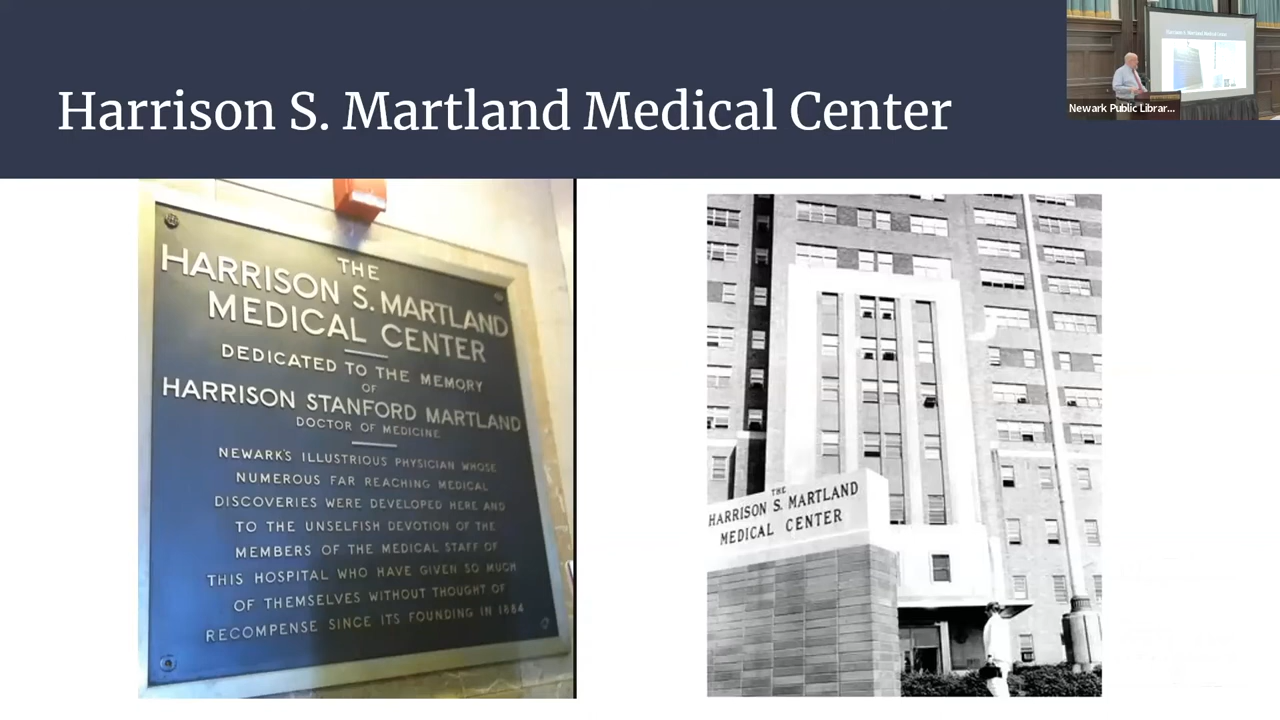 Harrison S. Martland Medical Center
Newark Public Librar...
THE
HARRISON S. MARTLAND
MEDICAL CENTER
DEDICATED TO THE MEMORY
OF
HARRISON STANFORD MARTLAND
DOCTOR OF MEDICINE
NEWARK'S ILLUSTRIOUS PHYSICIAN WHOSE
NUMEROUS FAR REACHING MEDICAL
DISCOVERIES WERE DEVELOPED HERE AND
TO THE UNSELFISH DEVOTION OF THE
MEMBERS OF THE MEDICAL STAFF OF
THIS HOSPITAL WHO HAVE GIVEN SO MUCH
OF THEMSELVES WITHOUT THOUGHT OF
RECOMPENSE SINCE ITS FOUNDING IN 1884
THE
HARRISON S. MARTLAND
MEDICAL CENTER